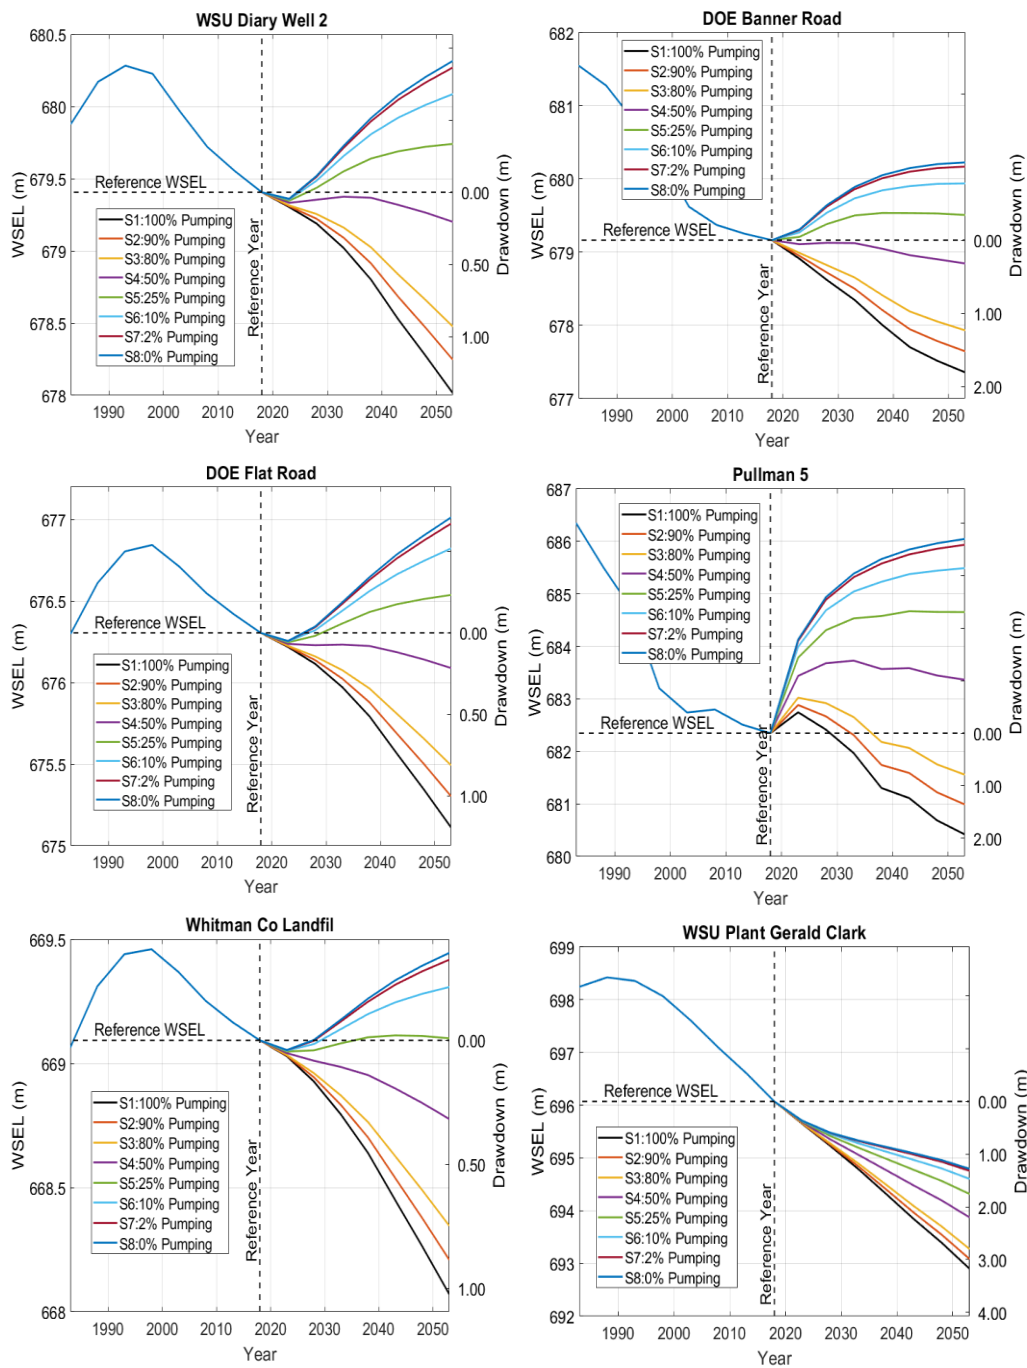 WSU Diary Well 2
680.5
680
679.5
679
678.5
678
WSEL (m)
Reference WSEL
Reference Year
S1:100% Pumping
S2:90% Pumping
S3:80% Pumping
S4:50% Pumping
S5:25% Pumping
S6:10% Pumping
S7:2% Pumping
S8:0% Pumping
0.00
0.50
1.00
Drawdown (m)
1990 2000 2010 2020 2030 2040 2050
Year
DOE Banner Road
682
681
680
679
678
677
WSEL (m)
S1:100% Pumping
S2:90% Pumping
S3:80% Pumping
S4:50% Pumping
S5:25% Pumping
S6:10% Pumping
S7:2% Pumping
S8:0% Pumping
Reference WSEL
Reference Year
0.00
1.00
2.00
Drawdown (m)
1990 2000 2010 2020 2030 2040 2050
Year
DOE Flat Road
677
676.5
676
675.5
675
WSEL (m)
Reference WSEL
Reference Year
S1:100% Pumping
S2:90% Pumping
S3:80% Pumping
S4:50% Pumping
S5:25% Pumping
S6:10% Pumping
S7:2% Pumping
S8:0% Pumping
0.00
0.50
1.00
Drawdown (m)
1990 2000 2010 2020 2030 2040 2050
Year
Pullman 5
687
686
685
684
683
682
681
680
WSEL (m)
S1:100% Pumping
S2:90% Pumping
S3:80% Pumping
S4:50% Pumping
S5:25% Pumping
S6:10% Pumping
S7:2% Pumping
S8:0% Pumping
Reference WSEL
Reference Year
0.00
1.00
2.00
Drawdown (m)
1990 2000 2010 2020 2030 2040 2050
Year
Whitman Co Landfil
669.5
669
668.5
668
WSEL (m)
Reference WSEL
Reference Year
S1:100% Pumping
S2:90% Pumping
S3:80% Pumping
S4:50% Pumping
S5:25% Pumping
S6:10% Pumping
S7:2% Pumping
S8:0% Pumping
0.00
0.50
1.00
Drawdown (m)
1990 2000 2010 2020 2030 2040 2050
Year
WSU Plant Gerald Clark
699
698
697
696
695
694
693
692
WSEL (m)
Reference WSEL
Reference Year
S1:100% Pumping
S2:90% Pumping
S3:80% Pumping
S4:50% Pumping
S5:25% Pumping
S6:10% Pumping
S7:2% Pumping
S8:0% Pumping
0.00
1.00
2.00
3.00
4.00
Drawdown (m)
1990 2000 2010 2020 2030 2040 2050
Year